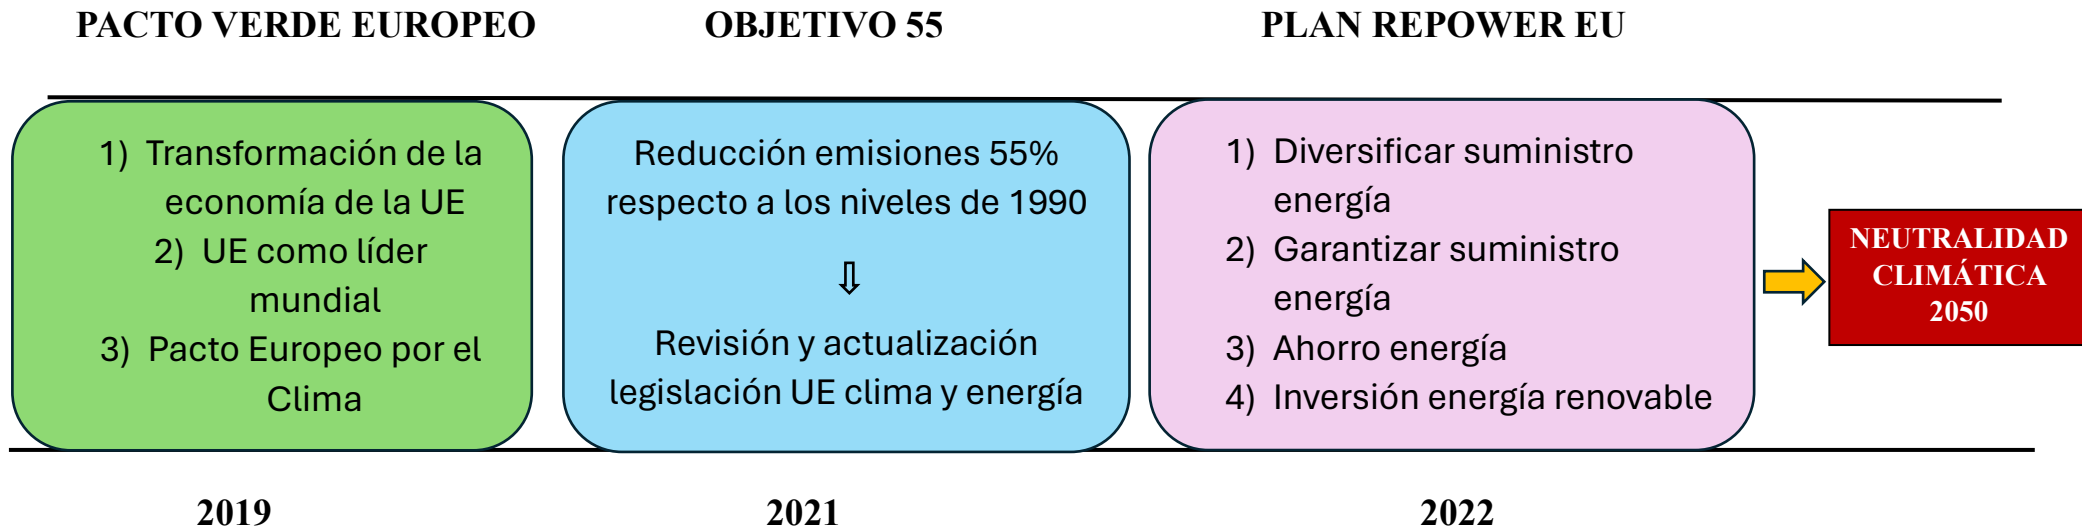 PACTO VERDE EUROPEO
OBJETIVO 55
PLAN REPOWER EU
1) Transformación de la
economía de la UE
2) UE como líder
mundial
3) Pacto Europeo por el
Clima
Reducción emisiones 55%
respecto a los niveles de 1990
⇩
Revisión y actualización
legislación UE clima y energía
1) Diversificar suministro
energía
2) Garantizar suministro
energía
3) Ahorro energía
4) Inversión energía renovable
NEUTRALIDAD
CLIMÁTICA
2050
2019
2021
2022